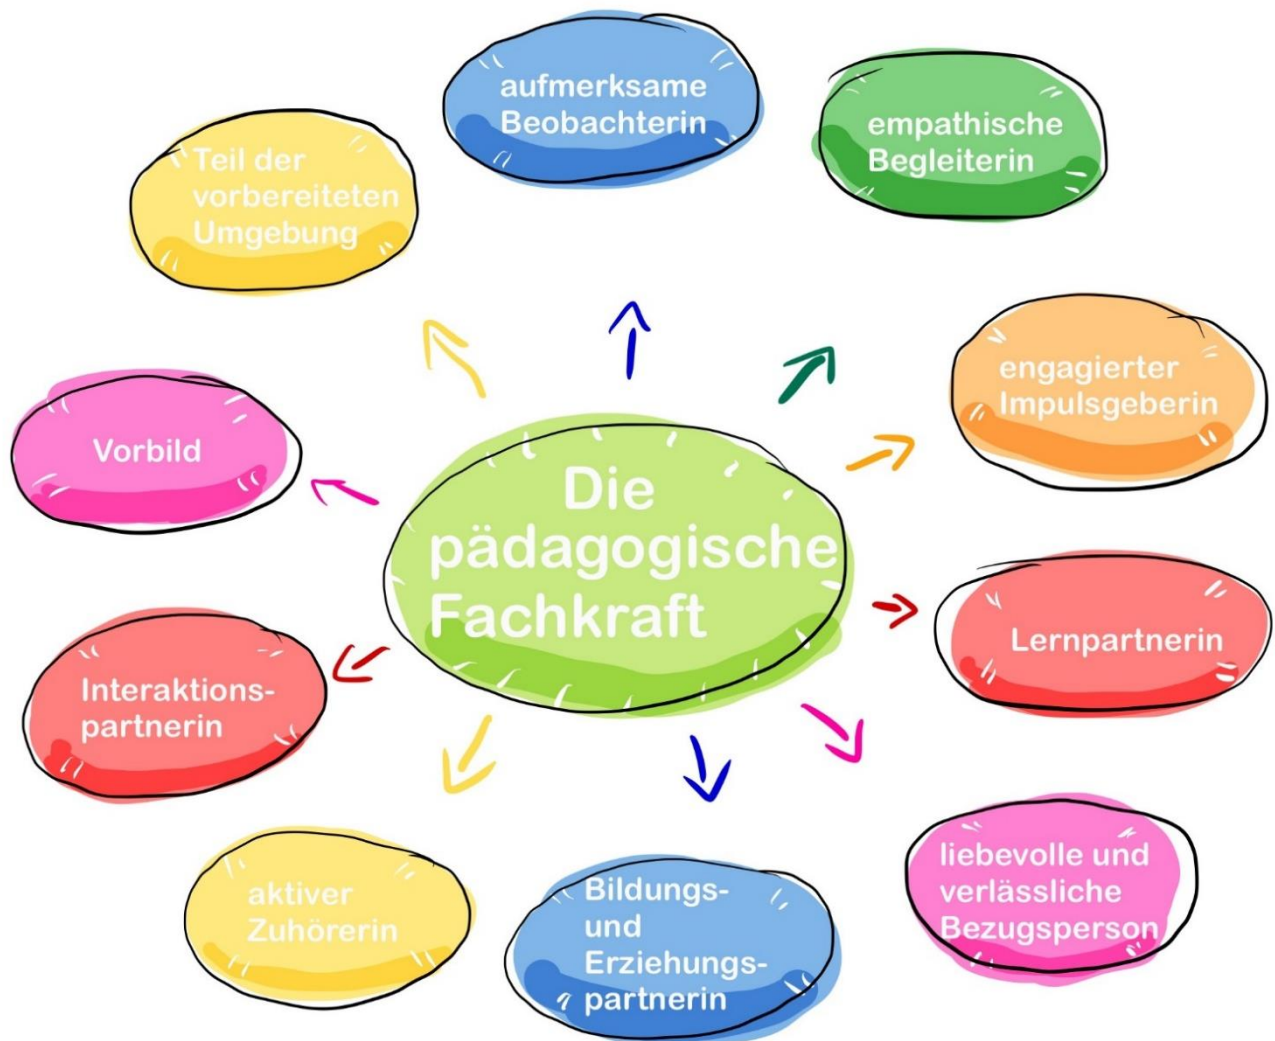 aufmerksame
Beobachterin
empathische
Begleiterin
Teil der
vorbereiteten
Umgebung
engagierter
Impulsgeberin
Vorbild
Die
pädagogische
Fachkraft
Lernpartnerin
Interaktions-
partnerin
liebevolle und
verlässliche
Bezugsperson
aktiver
Zuhörerin
Bildungs-
und
Erziehungs-
partnerin